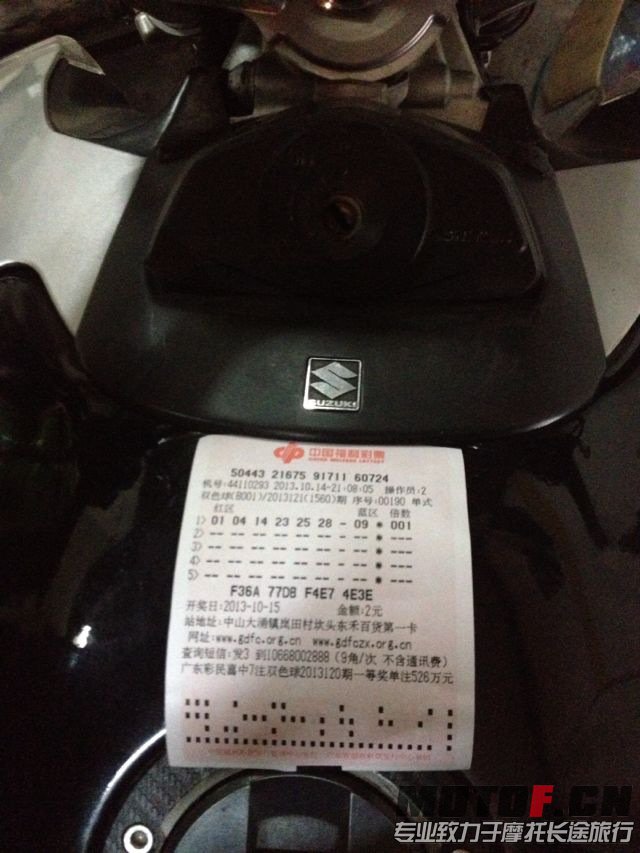 SUZUKI
中国福利彩票
CHINA WELFARE LOTTERY
50443 21675 91711 60724
机号:44110293 2013.10.14-21:08:05 操作员:2
双色球(B001)/2013121(1560)期 序号:00190 单式
红区 蓝区 倍数
1> 01 04 14 23 25 28 - 09 * 001
2> -- -- -- -- -- -- - -- * ---
3> -- -- -- -- -- -- - -- * ---
4> -- -- -- -- -- -- - -- * ---
5> -- -- -- -- -- -- - -- * ---
F36A 77D8 F4E7 4E3E
开奖日:2013-10-15 金额:2元
站地址:中山大涌镇岚田村坎头东禾百货第一卡
网址:www.gdfc.org.cn www.gdfczx.org.cn
查询短信:发3 到10668002888 (9角/次 不含通讯费)
广东彩民喜中7注双色球2013120期一等奖单注526万元
MOTOF.CN
专业致力于摩托长途旅行